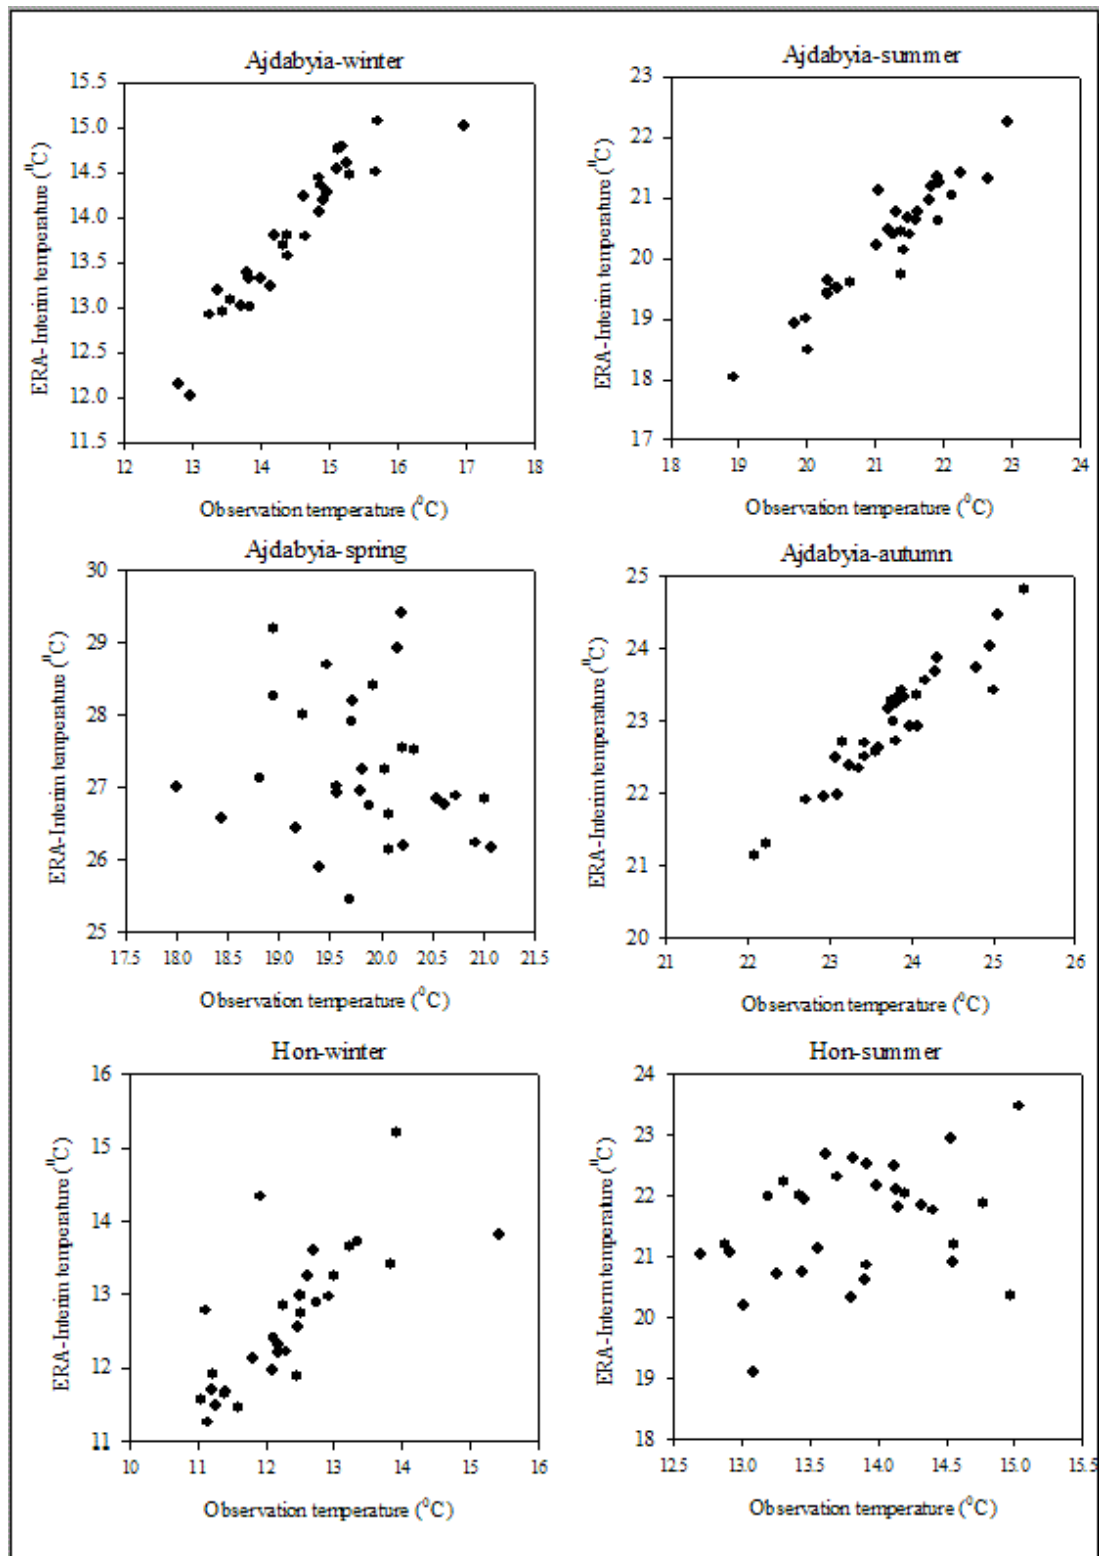 Ajdabyia-winter
ERA-Interim temperature (⁰C)
15.5
15.0
14.5
14.0
13.5
13.0
12.5
12.0
11.5
12 13 14 15 16 17 18
Observation temperature (⁰C)
Ajdabyia-summer
ERA-Interim temperature (⁰C)
23
22
21
20
19
18
17
18 19 20 21 22 23 24
Observation temperature (⁰C)
Ajdabyia-spring
ERA-Interim temperature (⁰C)
30
29
28
27
26
25
17.5 18.0 18.5 19.0 19.5 20.0 20.5 21.0 21.5
Observation temperature (⁰C)
Ajdabyia-autumn
ERA-Interim temperature (⁰C)
25
24
23
22
21
20
21 22 23 24 25 26
Observation temperature (⁰C)
Hon-winter
ERA-Interim temperature (⁰C)
16
15
14
13
12
11
10 11 12 13 14 15 16
Observation temperature (⁰C)
Hon-summer
ERA-Interm temperature (⁰C)
24
23
22
21
20
19
18
12.5 13.0 13.5 14.0 14.5 15.0 15.5
Observation temperature (⁰C)